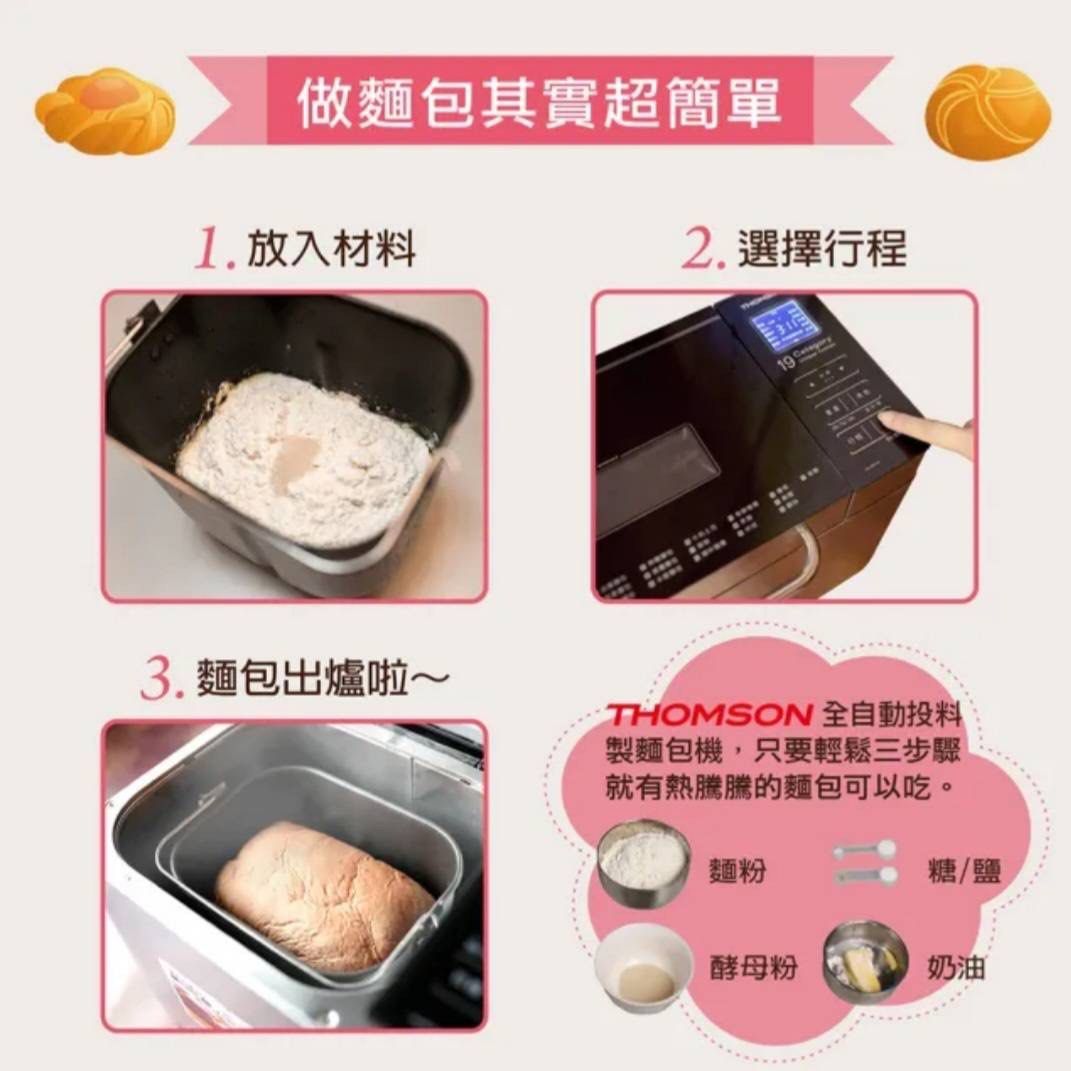 做麵包其實超簡單
1. 放入材料
2. 選擇行程
19 Category
3. 麵包出爐啦～
THOMSON 全自動投料
製麵包機，只要輕鬆三步驟
就有熱騰騰的麵包可以吃。
麵粉
糖/鹽
酵母粉
奶油